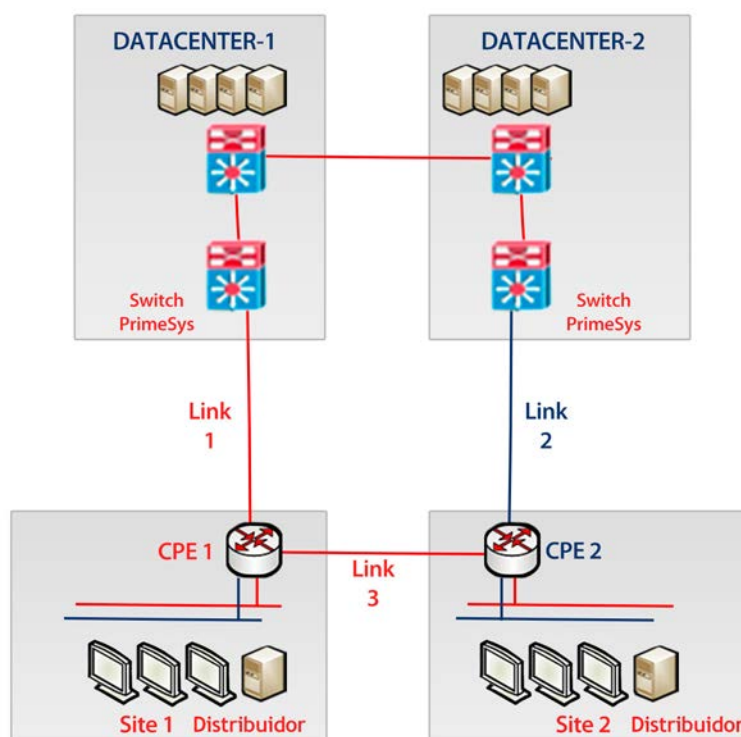 DATACENTER-1
DATACENTER-2
Switch
PrimeSys
Switch
PrimeSys
Link
1
Link
2
CPE 1
Link
3
CPE 2
Site 1 Distribuidor
Site 2 Distribuidor